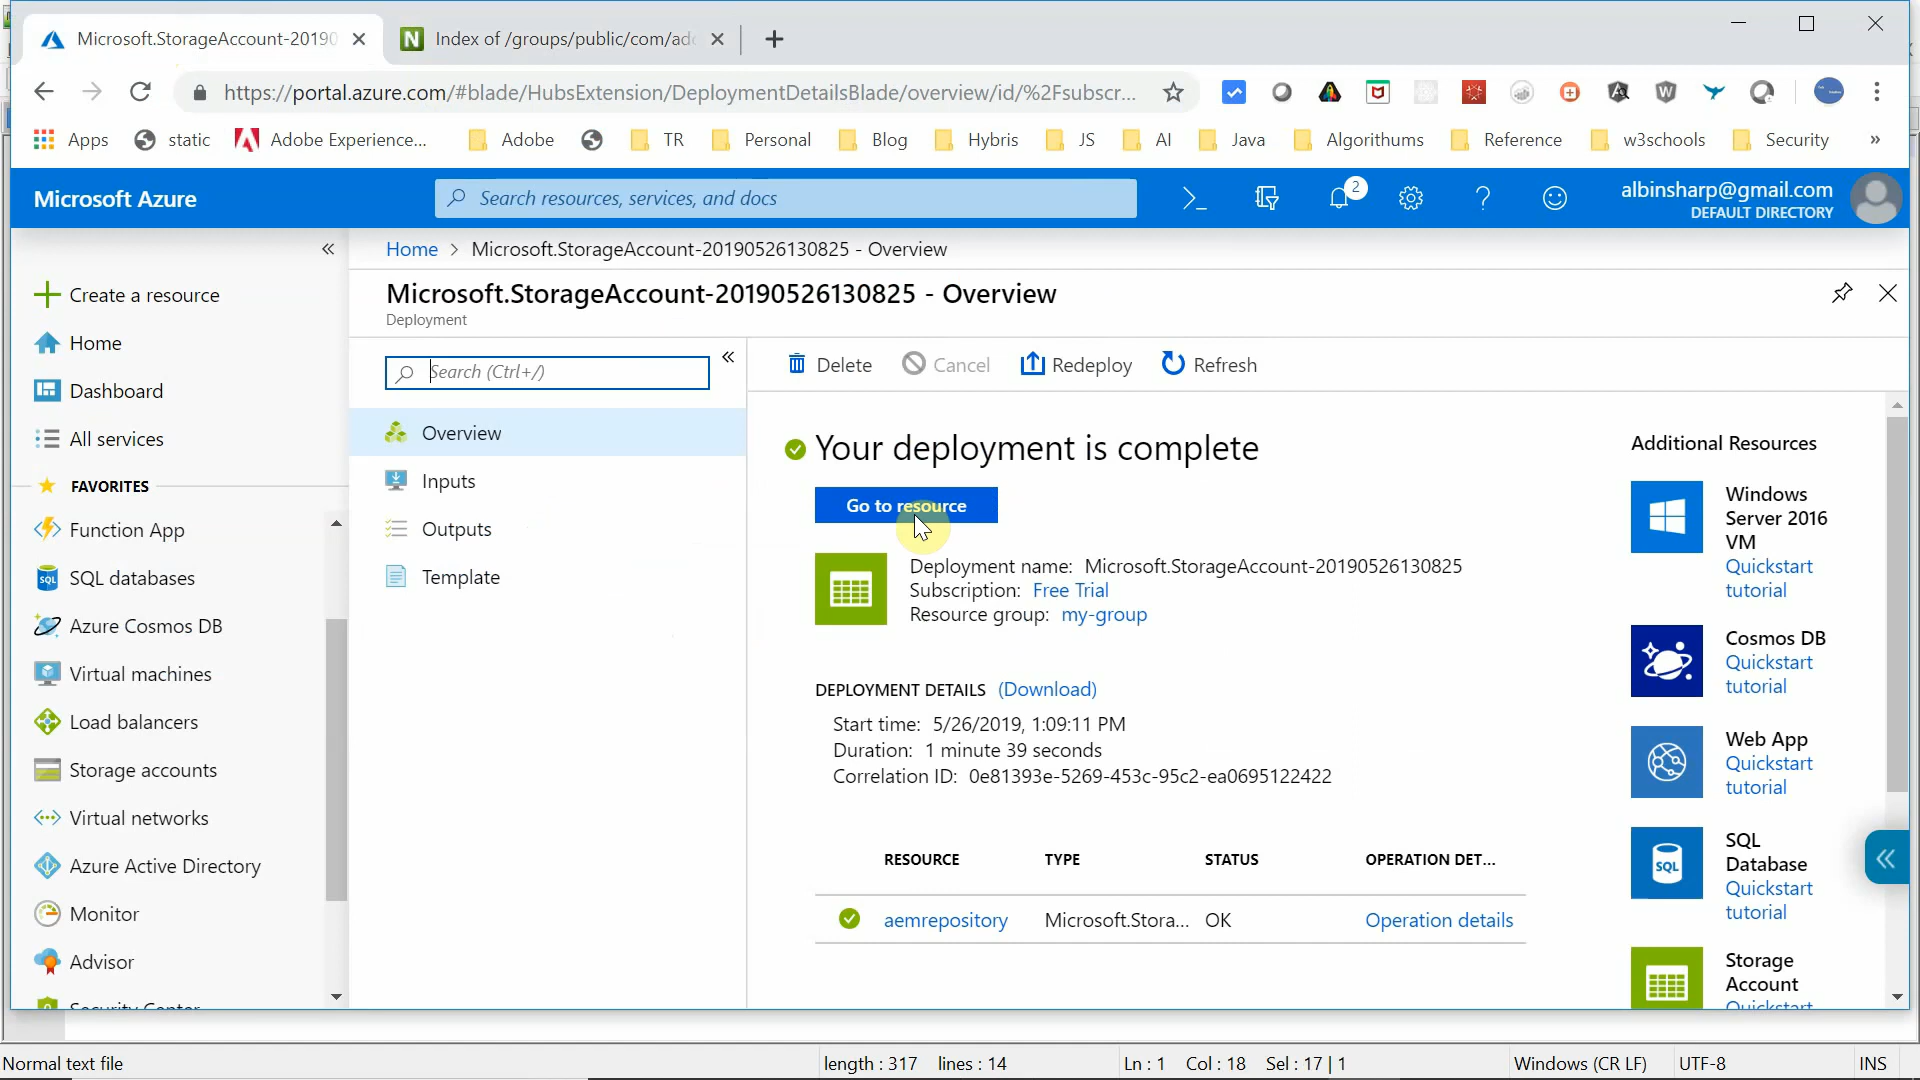 Microsoft.StorageAccount-20190
Index of /groups/public/com/ado
https://portal.azure.com/#blade/HubsExtension/DeploymentDetailsBlade/overview/id/%2Fsubscr...
Apps
static
Adobe Experience...
Adobe
TR
Personal
Blog
Hybris
JS
AI
Java
Algorithums
Reference
w3schools
Security
»
Microsoft Azure
Search resources, services, and docs
2
albinsharp@gmail.com
DEFAULT DIRECTORY
Create a resource
Home
Dashboard
All services
FAVORITES
Function App
SQL databases
Azure Cosmos DB
Virtual machines
Load balancers
Storage accounts
Virtual networks
Azure Active Directory
Monitor
Advisor
Security Center
Home > Microsoft.StorageAccount-20190526130825 - Overview
Microsoft.StorageAccount-20190526130825 - Overview
Deployment
Search (Ctrl+/)
Overview
Inputs
Outputs
Template
Delete
Cancel
Redeploy
Refresh
Your deployment is complete
Go to resource
Deployment name: Microsoft.StorageAccount-20190526130825
Subscription: Free Trial
Resource group: my-group
DEPLOYMENT DETAILS (Download)
Start time: 5/26/2019, 1:09:11 PM
Duration: 1 minute 39 seconds
Correlation ID: 0e81393e-5269-453c-95c2-ea0695122422
RESOURCE TYPE STATUS OPERATION DET...
aemrepository Microsoft.Stora... OK Operation details
Additional Resources
Windows
Server 2016
VM
Quickstart
tutorial
Cosmos DB
Quickstart
tutorial
Web App
Quickstart
tutorial
SQL
SQL
Database
Quickstart
tutorial
Storage
Account
Quickstart
Normal text file
length : 317 lines : 14
Ln : 1 Col : 18 Sel : 17 | 1
Windows (CR LF)
UTF-8
INS